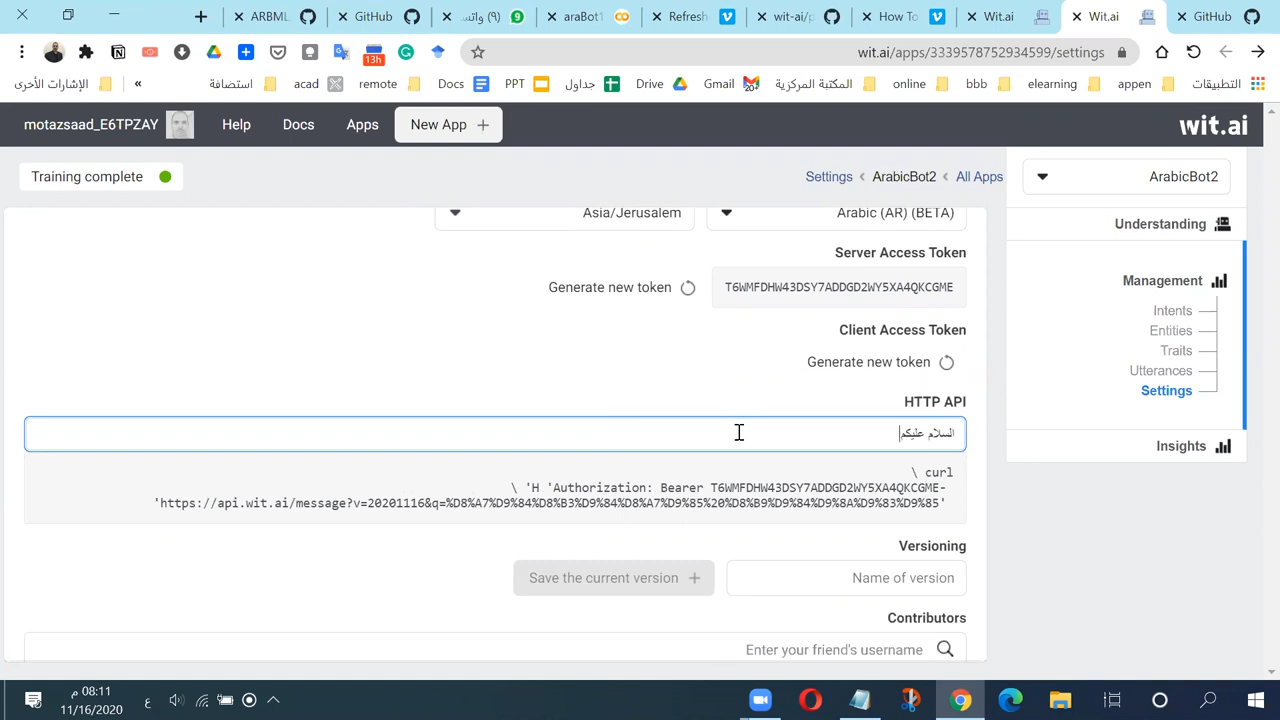 ARBML
GitHub
(٩) واتس
9
araBot1
Refresh
wit-ai/p
How To
Wit.ai
Wit.ai
GitHub
13h
wit.ai/apps/3339578752934599/settings
الإشارات الأخرى
»
استضافة
acad
remote
Docs
PPT
جداول
Drive
Gmail
المكتبة المركزية
online
bbb
elearning
appen
التطبيقات
motazsaad_E6TPZAY
Help
Docs
Apps
New App +
wit.ai
Training complete
Settings < ArabicBot2 < All Apps
ArabicBot2
Asia/Jerusalem
Arabic (AR) (BETA)
Understanding
Server Access Token
Generate new token
T6WMFDHW43DSY7ADDGD2WY5XA4QKCGME
Management
Intents
Entities
Traits
Utterances
Settings
Client Access Token
Generate new token
HTTP API
السلام عليكم
Insights
\ curl
\ 'H 'Authorization: Bearer T6WMFDHW43DSY7ADDGD2WY5XA4QKCGME-
'https://api.wit.ai/message?v=20201116&q=%D8%A7%D9%84%D8%B3%D9%84%D8%A7%D9%85%20%D8%B9%D9%84%D9%8A%D9%83%D9%85'
Versioning
Save the current version +
Name of version
Contributors
Enter your friend's username
08:11 م
11/16/2020
ع